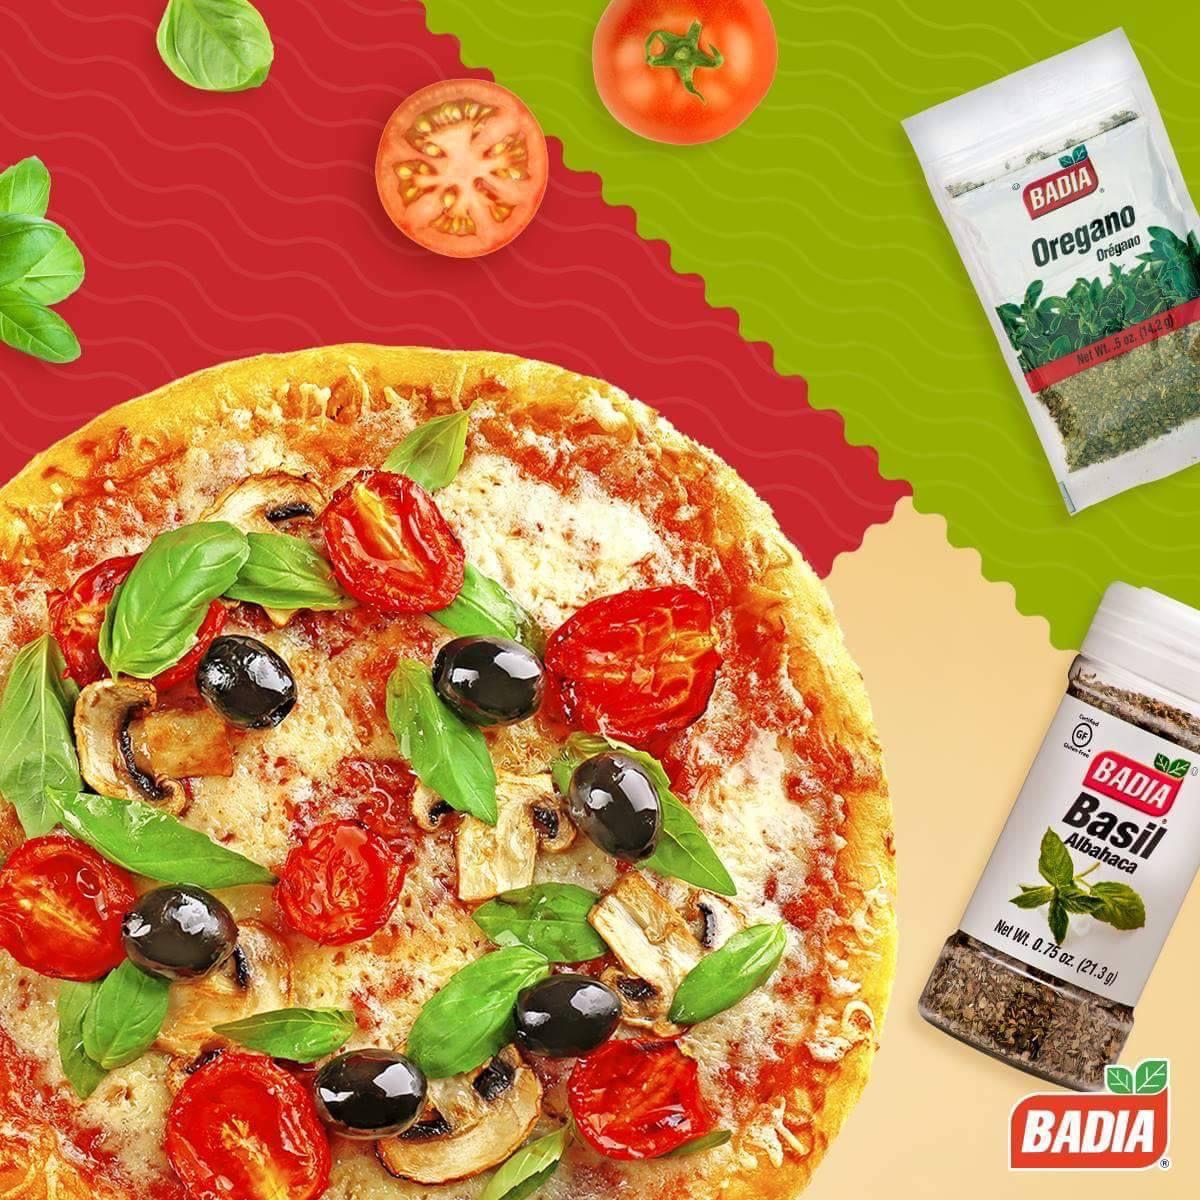 BADIA
Oregano
Orégano
Net Wt. .5 oz. (14.2 g)
Certified
GF
Gluten-Free
BADIA
Basil
Albahaca
Net Wt. 0.75 oz. (21.3 g)
BADIA